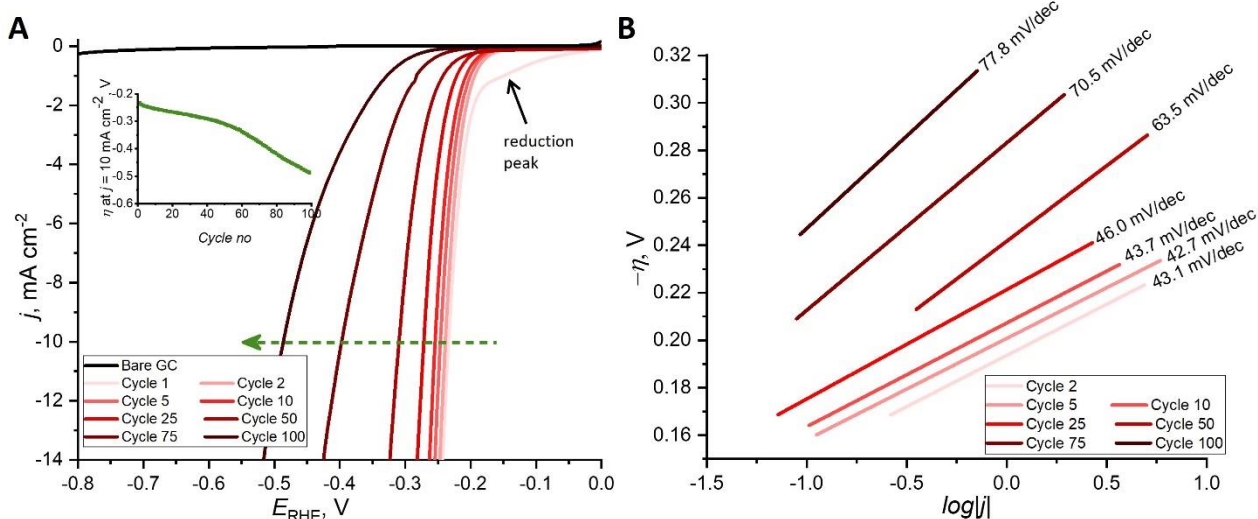 A
0
-2
-4
-6
-8
-10
-12
-14
j, mA cm-2
-0.8
-0.7
-0.6
-0.5
-0.4
-0.3
-0.2
-0.1
0.0
ERHE, V
-0.2
-0.3
-0.4
-0.5
-0.6
η at j = 10 mA cm-2, V
0
20
40
60
80
100
Cycle no
reduction
peak
Bare GC
Cycle 1 Cycle 2
Cycle 5 Cycle 10
Cycle 25 Cycle 50
Cycle 75 Cycle 100
B
0.32
0.30
0.28
0.26
0.24
0.22
0.20
0.18
0.16
−η, V
77.8 mV/dec
70.5 mV/dec
63.5 mV/dec
46.0 mV/dec
43.7 mV/dec
42.7 mV/dec
43.1 mV/dec
Cycle 2
Cycle 5 Cycle 10
Cycle 25 Cycle 50
Cycle 75 Cycle 100
-1.5
-1.0
-0.5
0.0
0.5
1.0
log|j|